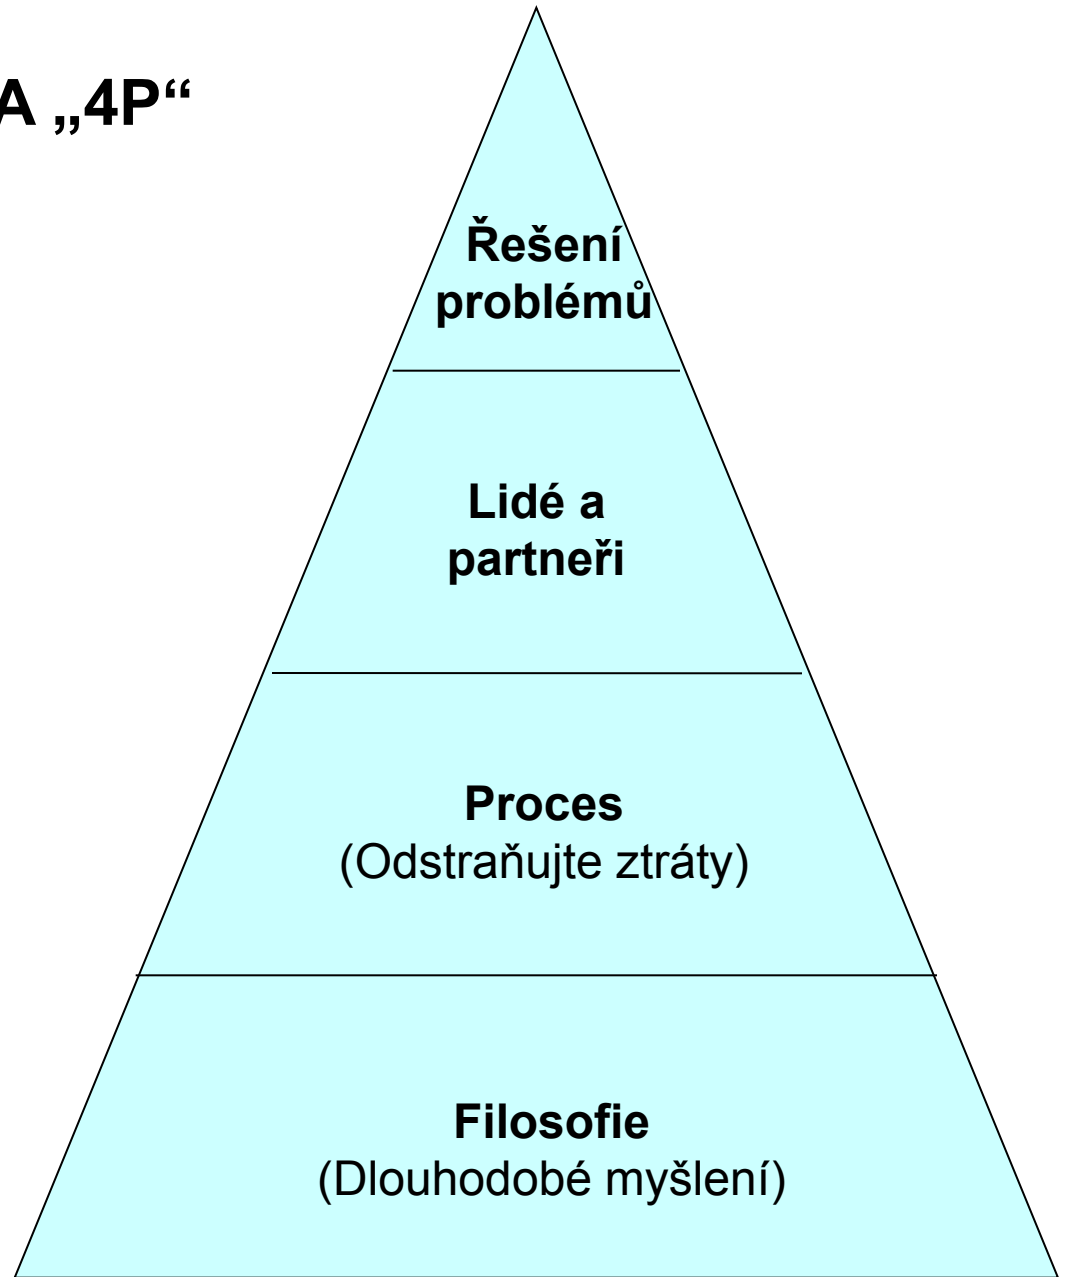 A „4P“
Řešení
problémů
Lidé a
partneři
Proces
(Odstraňujte ztráty)
Filosofie
(Dlouhodobé myšlení)